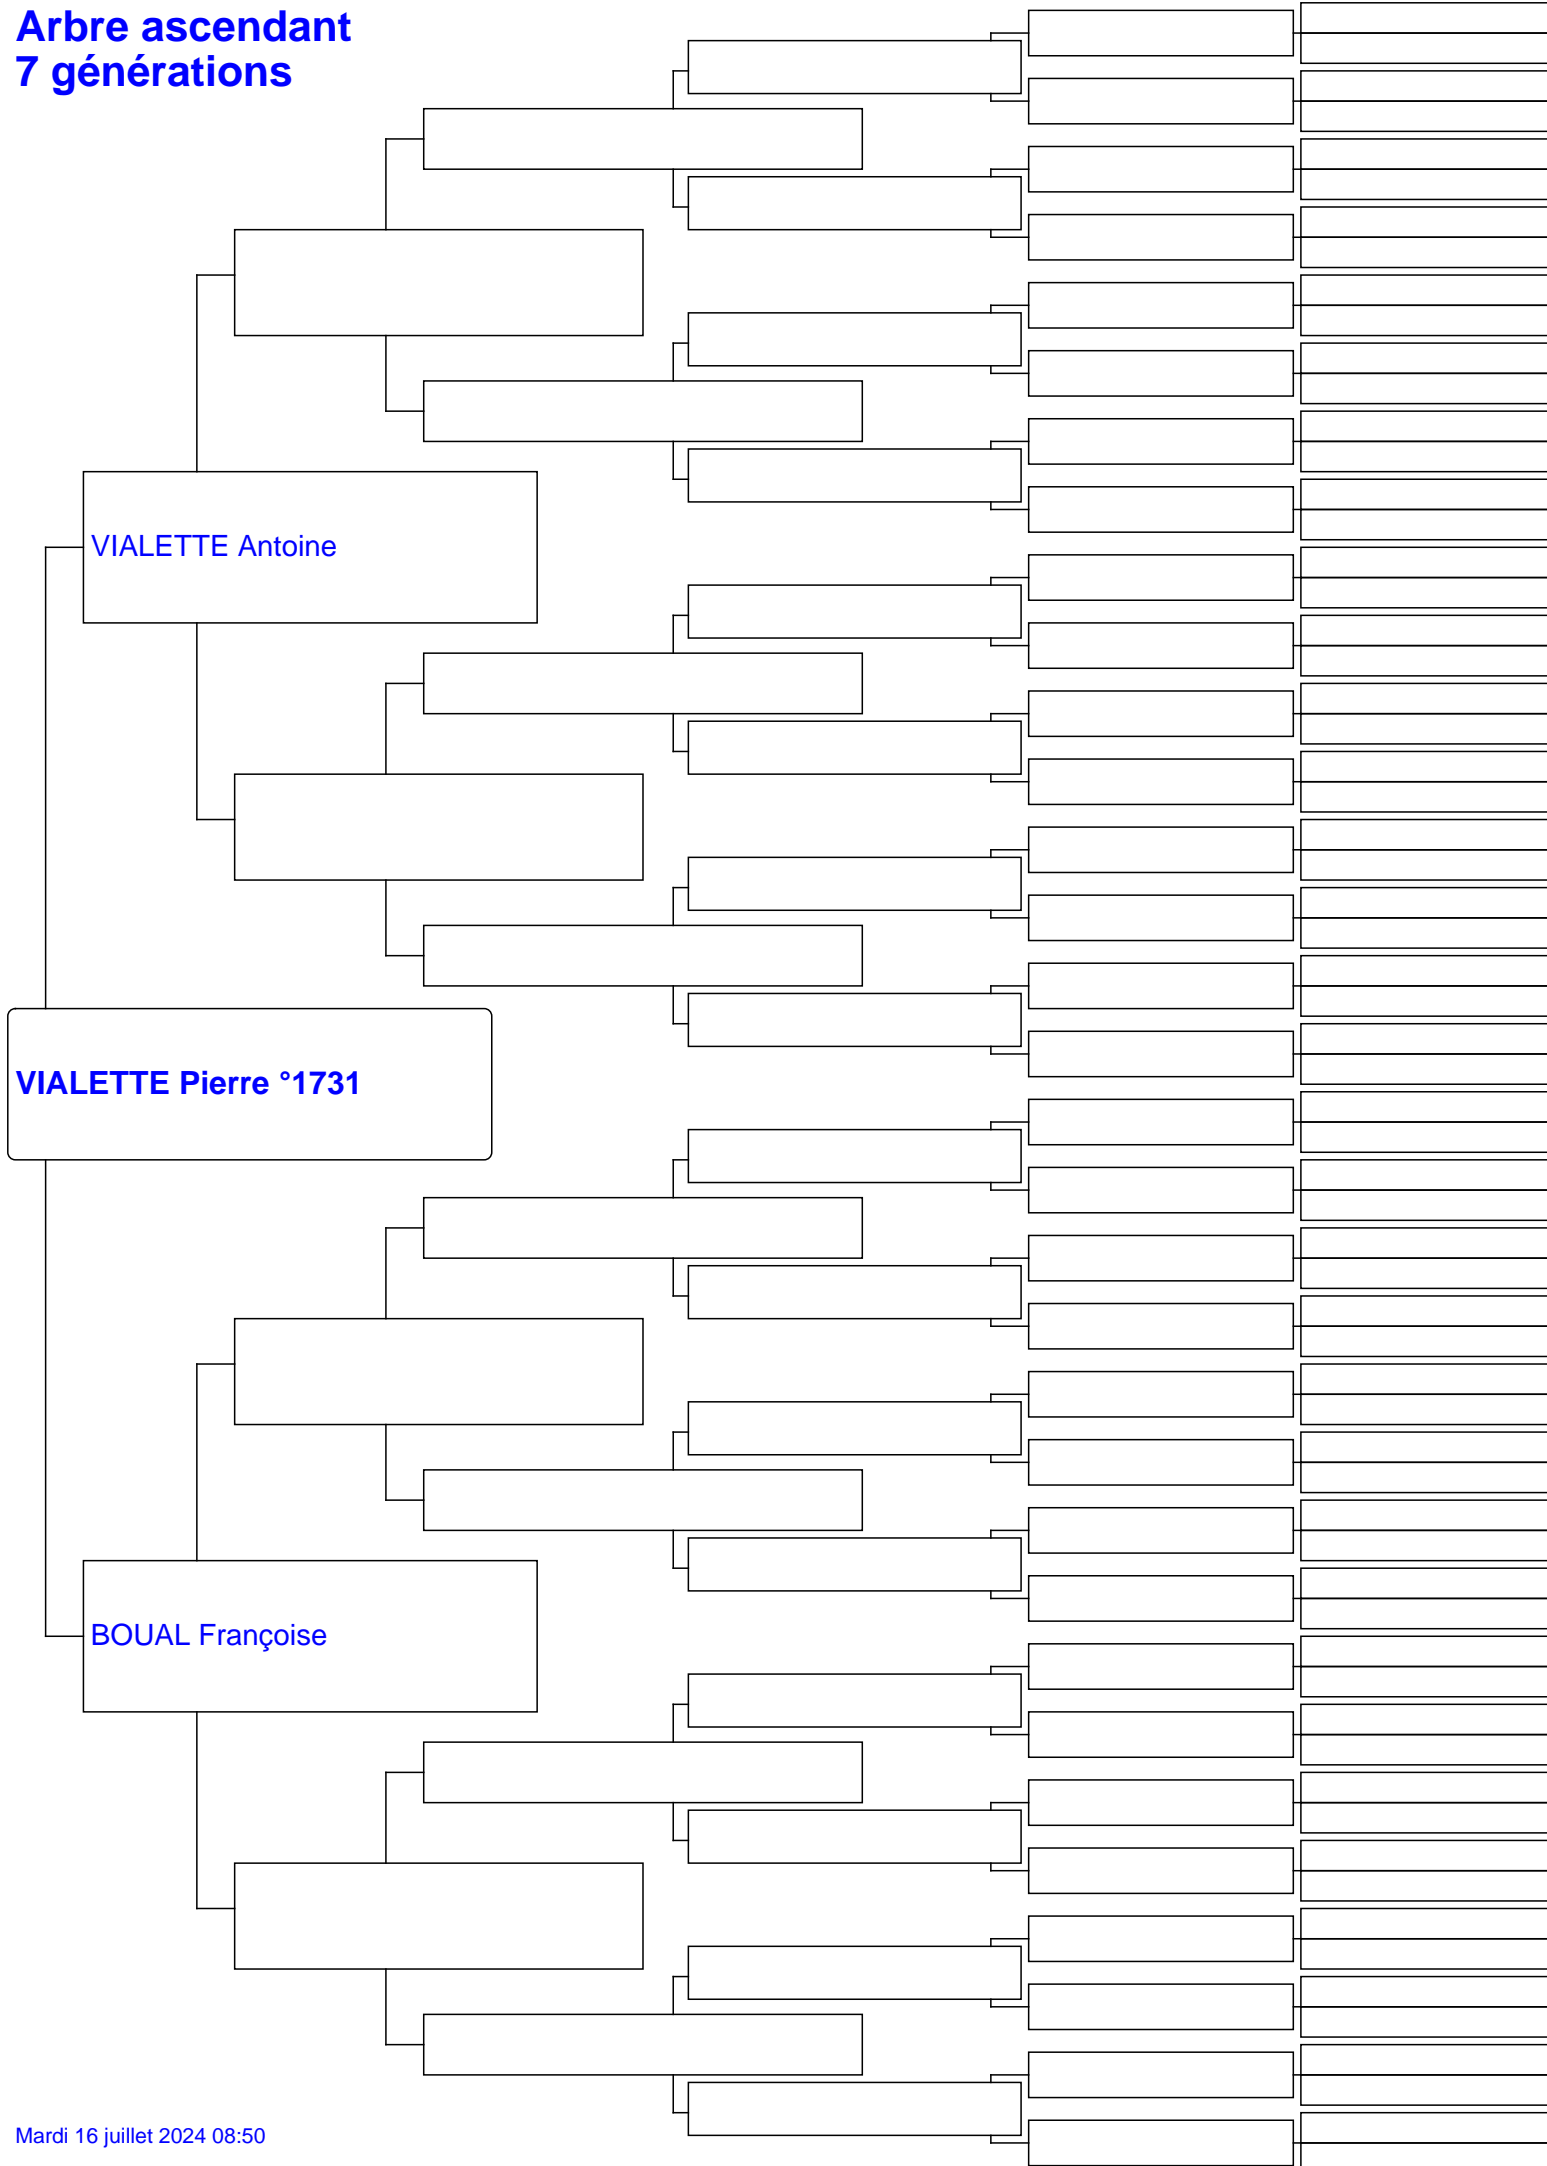 Arbre ascendant
7 générations
VIALETTE Antoine
VIALETTE Pierre °1731
BOUAL Françoise
Mardi 16 juillet 2024 08:50